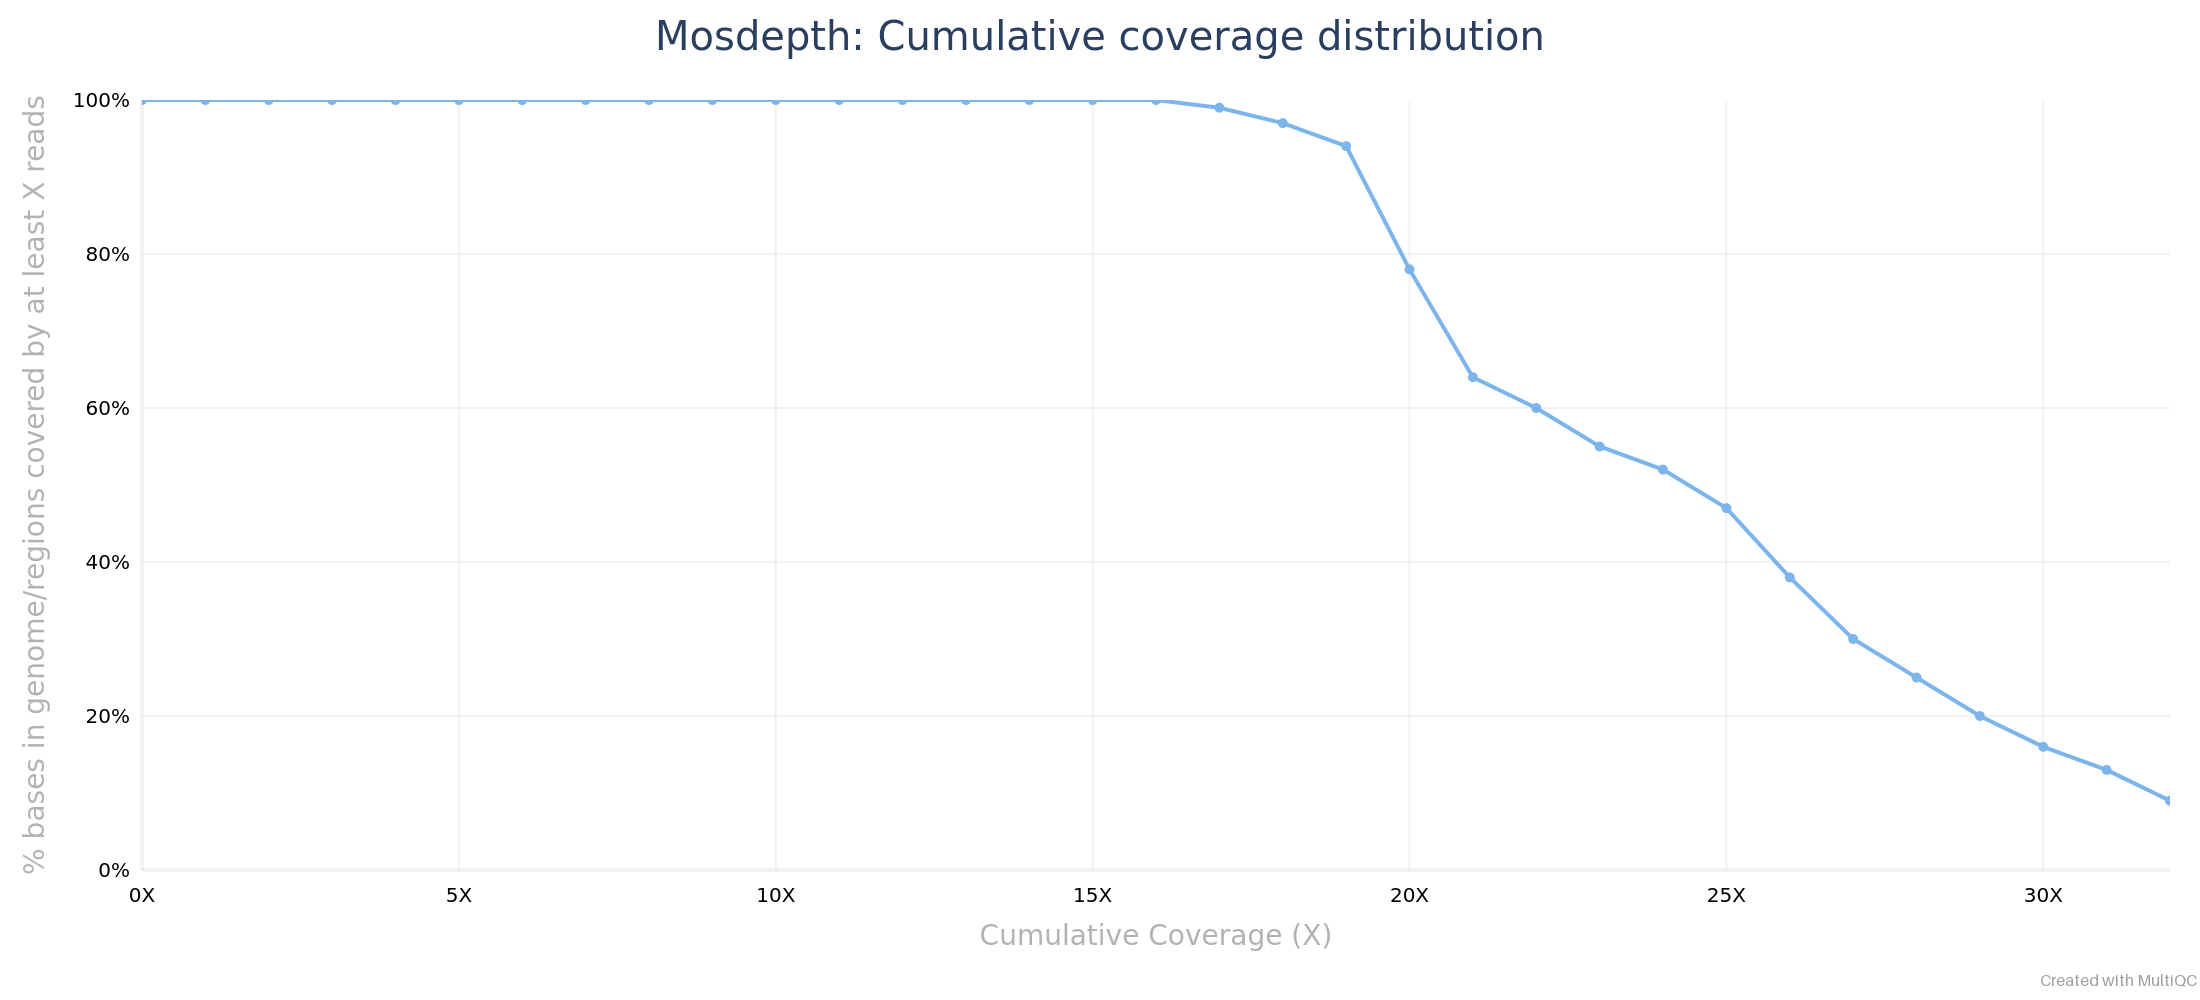 Mosdepth: Cumulative coverage distribution
% bases in genome/regions covered by at least X reads
100%
80%
60%
40%
20%
0%
0X
5X
10X
15X
20X
25X
30X
Cumulative Coverage (X)
Created with MultiQC